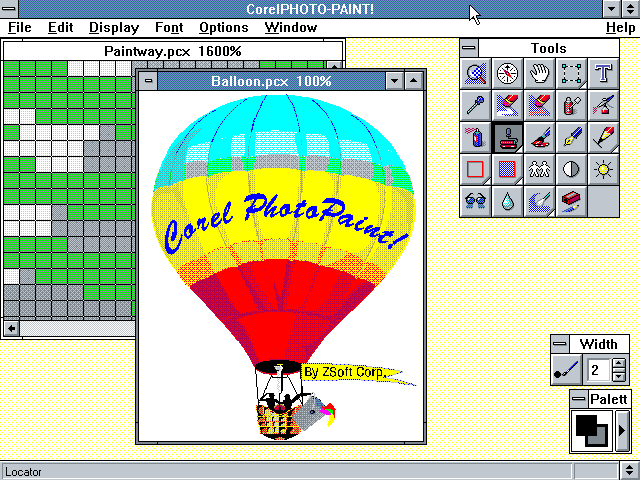 CorelPHOTO-PAINT!
File Edit Display Font Options Window Help
Paintway.pcx 1600%
Balloon.pcx 100%
Tools
T
Corel PhotoPaint!
By ZSoft Corp.
Width
2
Palett
Locator